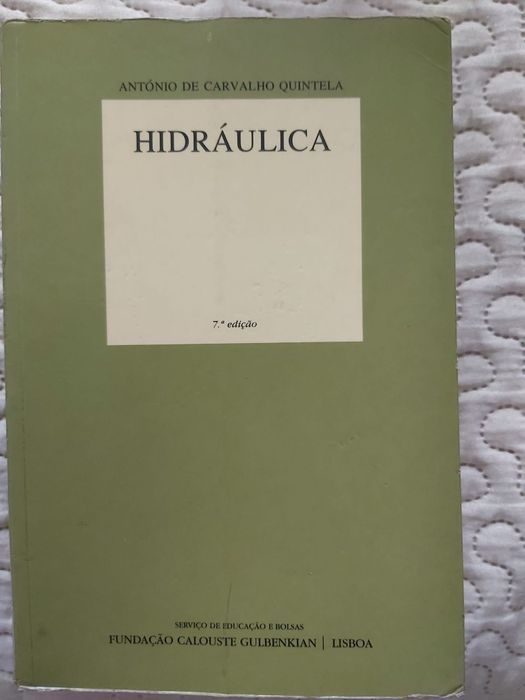 ANTÓNIO DE CARVALHO QUINTELA
HIDRÁULICA
7.ª edição
SERVIÇO DE EDUCAÇÃO E BOLSAS
FUNDAÇÃO CALOUSTE GULBENKIAN | LISBOA